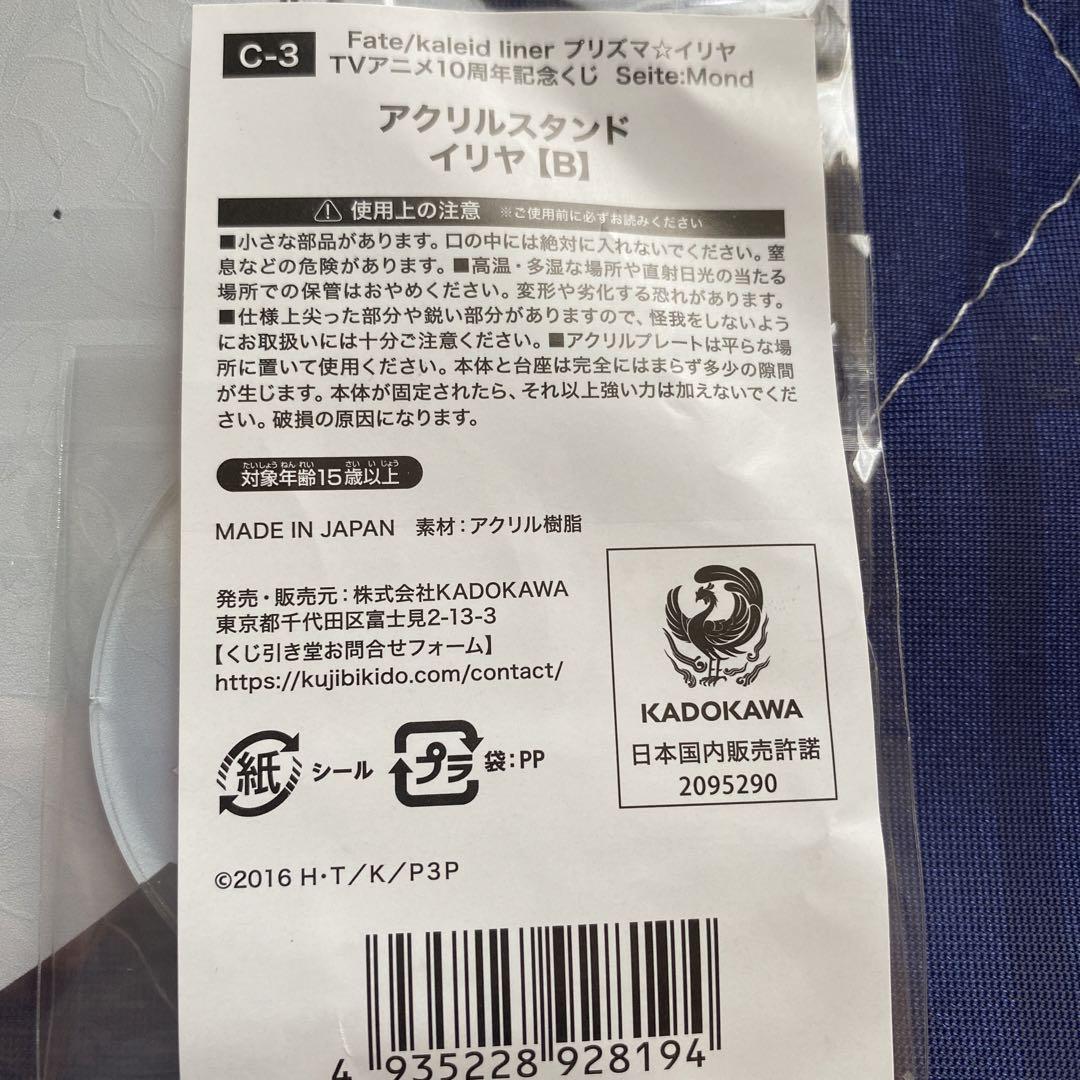 C-3
Fate/kaleid liner プリズマ☆イリヤ
TVアニメ10周年記念くじ Seite:Mond
アクリルスタンド
イリヤ【B】
使用上の注意 ※ご使用前に必ずお読みください
■小さな部品があります。口の中には絶対に入れないでください。窒
息などの危険があります。■高温・多湿な場所や直射日光の当たる
場所での保管はおやめください。変形や劣化する恐れがあります。
■仕様上尖った部分や鋭い部分がありますので、怪我をしないよう
にお取扱いには十分ご注意ください。■アクリルプレートは平らな場
所に置いて使用ください。本体と台座は完全にはまらず多少の隙間
が生じます。本体が固定されたら、それ以上強い力は加えないでくだ
さい。破損の原因になります。
たいしょうねんれい さいいじょう
対象年齢15歳以上
MADE IN JAPAN 素材：アクリル樹脂
発売・販売元：株式会社KADOKAWA
東京都千代田区富士見2-13-3
【くじ引き堂お問合せフォーム】
https://kujibikido.com/contact/
KADOKAWA
日本国内販売許諾
2095290
紙 シール プラ 袋：PP
©2016 H・T／K／P3P
4 935228 928194